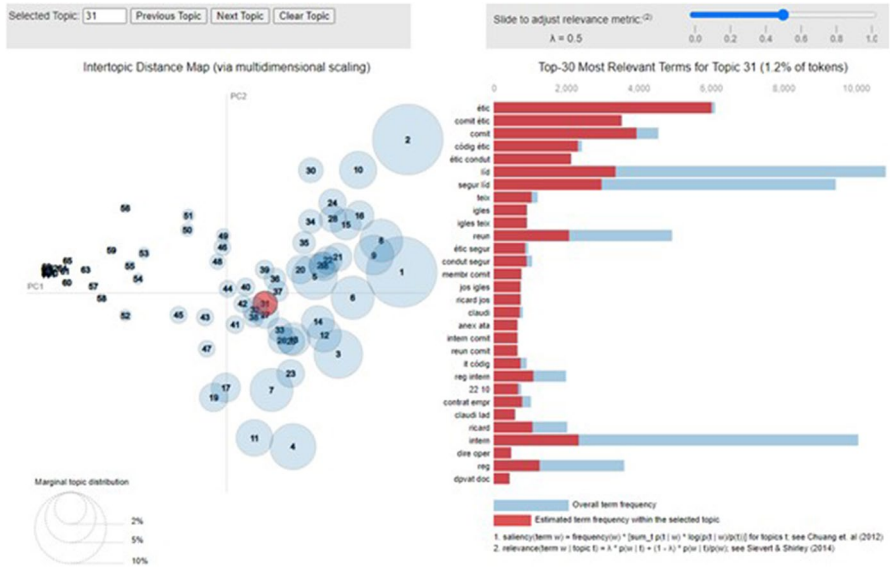 Selected Topic: 31 Previous Topic Next Topic Clear Topic
Slide to adjust relevance metric:(2)
λ = 0.5
0.0 0.2 0.4 0.6 0.8 1.0
Intertopic Distance Map (via multidimensional scaling)
PC2
PC1
2
30
10
24
28
15
16
34
56
51
50
49
46
48
35
59
53
55
54
65
63
60
57
58
52
21
20
5
9
1
39
36
40
37
44
42
31
6
45
43
41
47
14
12
33
3
23
7
17
19
11
4
Marginal topic distribution
2%
5%
10%
Top-30 Most Relevant Terms for Topic 31 (1.2% of tokens)
0 2,000 4,000 6,000 8,000 10,000
étic
comit étic
comit
códig étic
étic condut
líd
segur líd
teix
igles
igles teix
reun
étic segur
condut segur
membr comit
jos igles
ricard jos
claudi
anex ata
intern comit
reun comit
it códig
reg intern
22 10
contrat empr
claudi lad
ricard
intern
dire oper
reg
dpvat doc
Overall term frequency
Estimated term frequency within the selected topic
1. saliency(term w) = frequency(w) * [sum_t p(t | w) * log(p(t | w)/p(t))] for topics t; see Chuang et. al (2012)
2. relevance(term w | topic t) = λ * p(w | t) + (1 - λ) * p(w | t)/p(w); see Sievert & Shirley (2014)